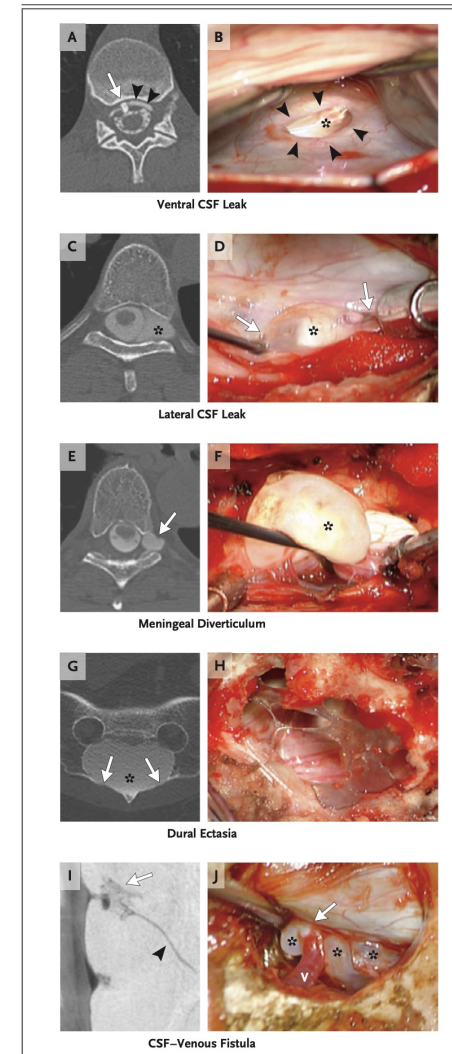 A
B
*
Ventral CSF Leak
C
D
*
*
Lateral CSF Leak
E
F
*
Meningeal Diverticulum
G
H
*
Dural Ectasia
I
J
*
*
*
V
CSF–Venous Fistula